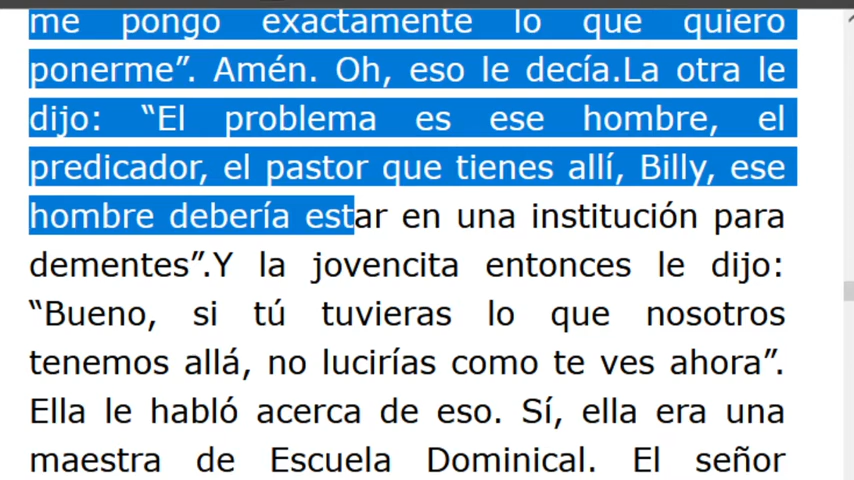 me pongo exactamente lo que quiero
ponerme”. Amén. Oh, eso le decía.La otra le
dijo: “El problema es ese hombre, el
predicador, el pastor que tienes allí, Billy, ese
hombre debería estar en una institución para
dementes”.Y la jovencita entonces le dijo:
“Bueno, si tú tuvieras lo que nosotros
tenemos allá, no lucirías como te ves ahora”.
Ella le habló acerca de eso. Sí, ella era una
maestra de Escuela Dominical. El señor